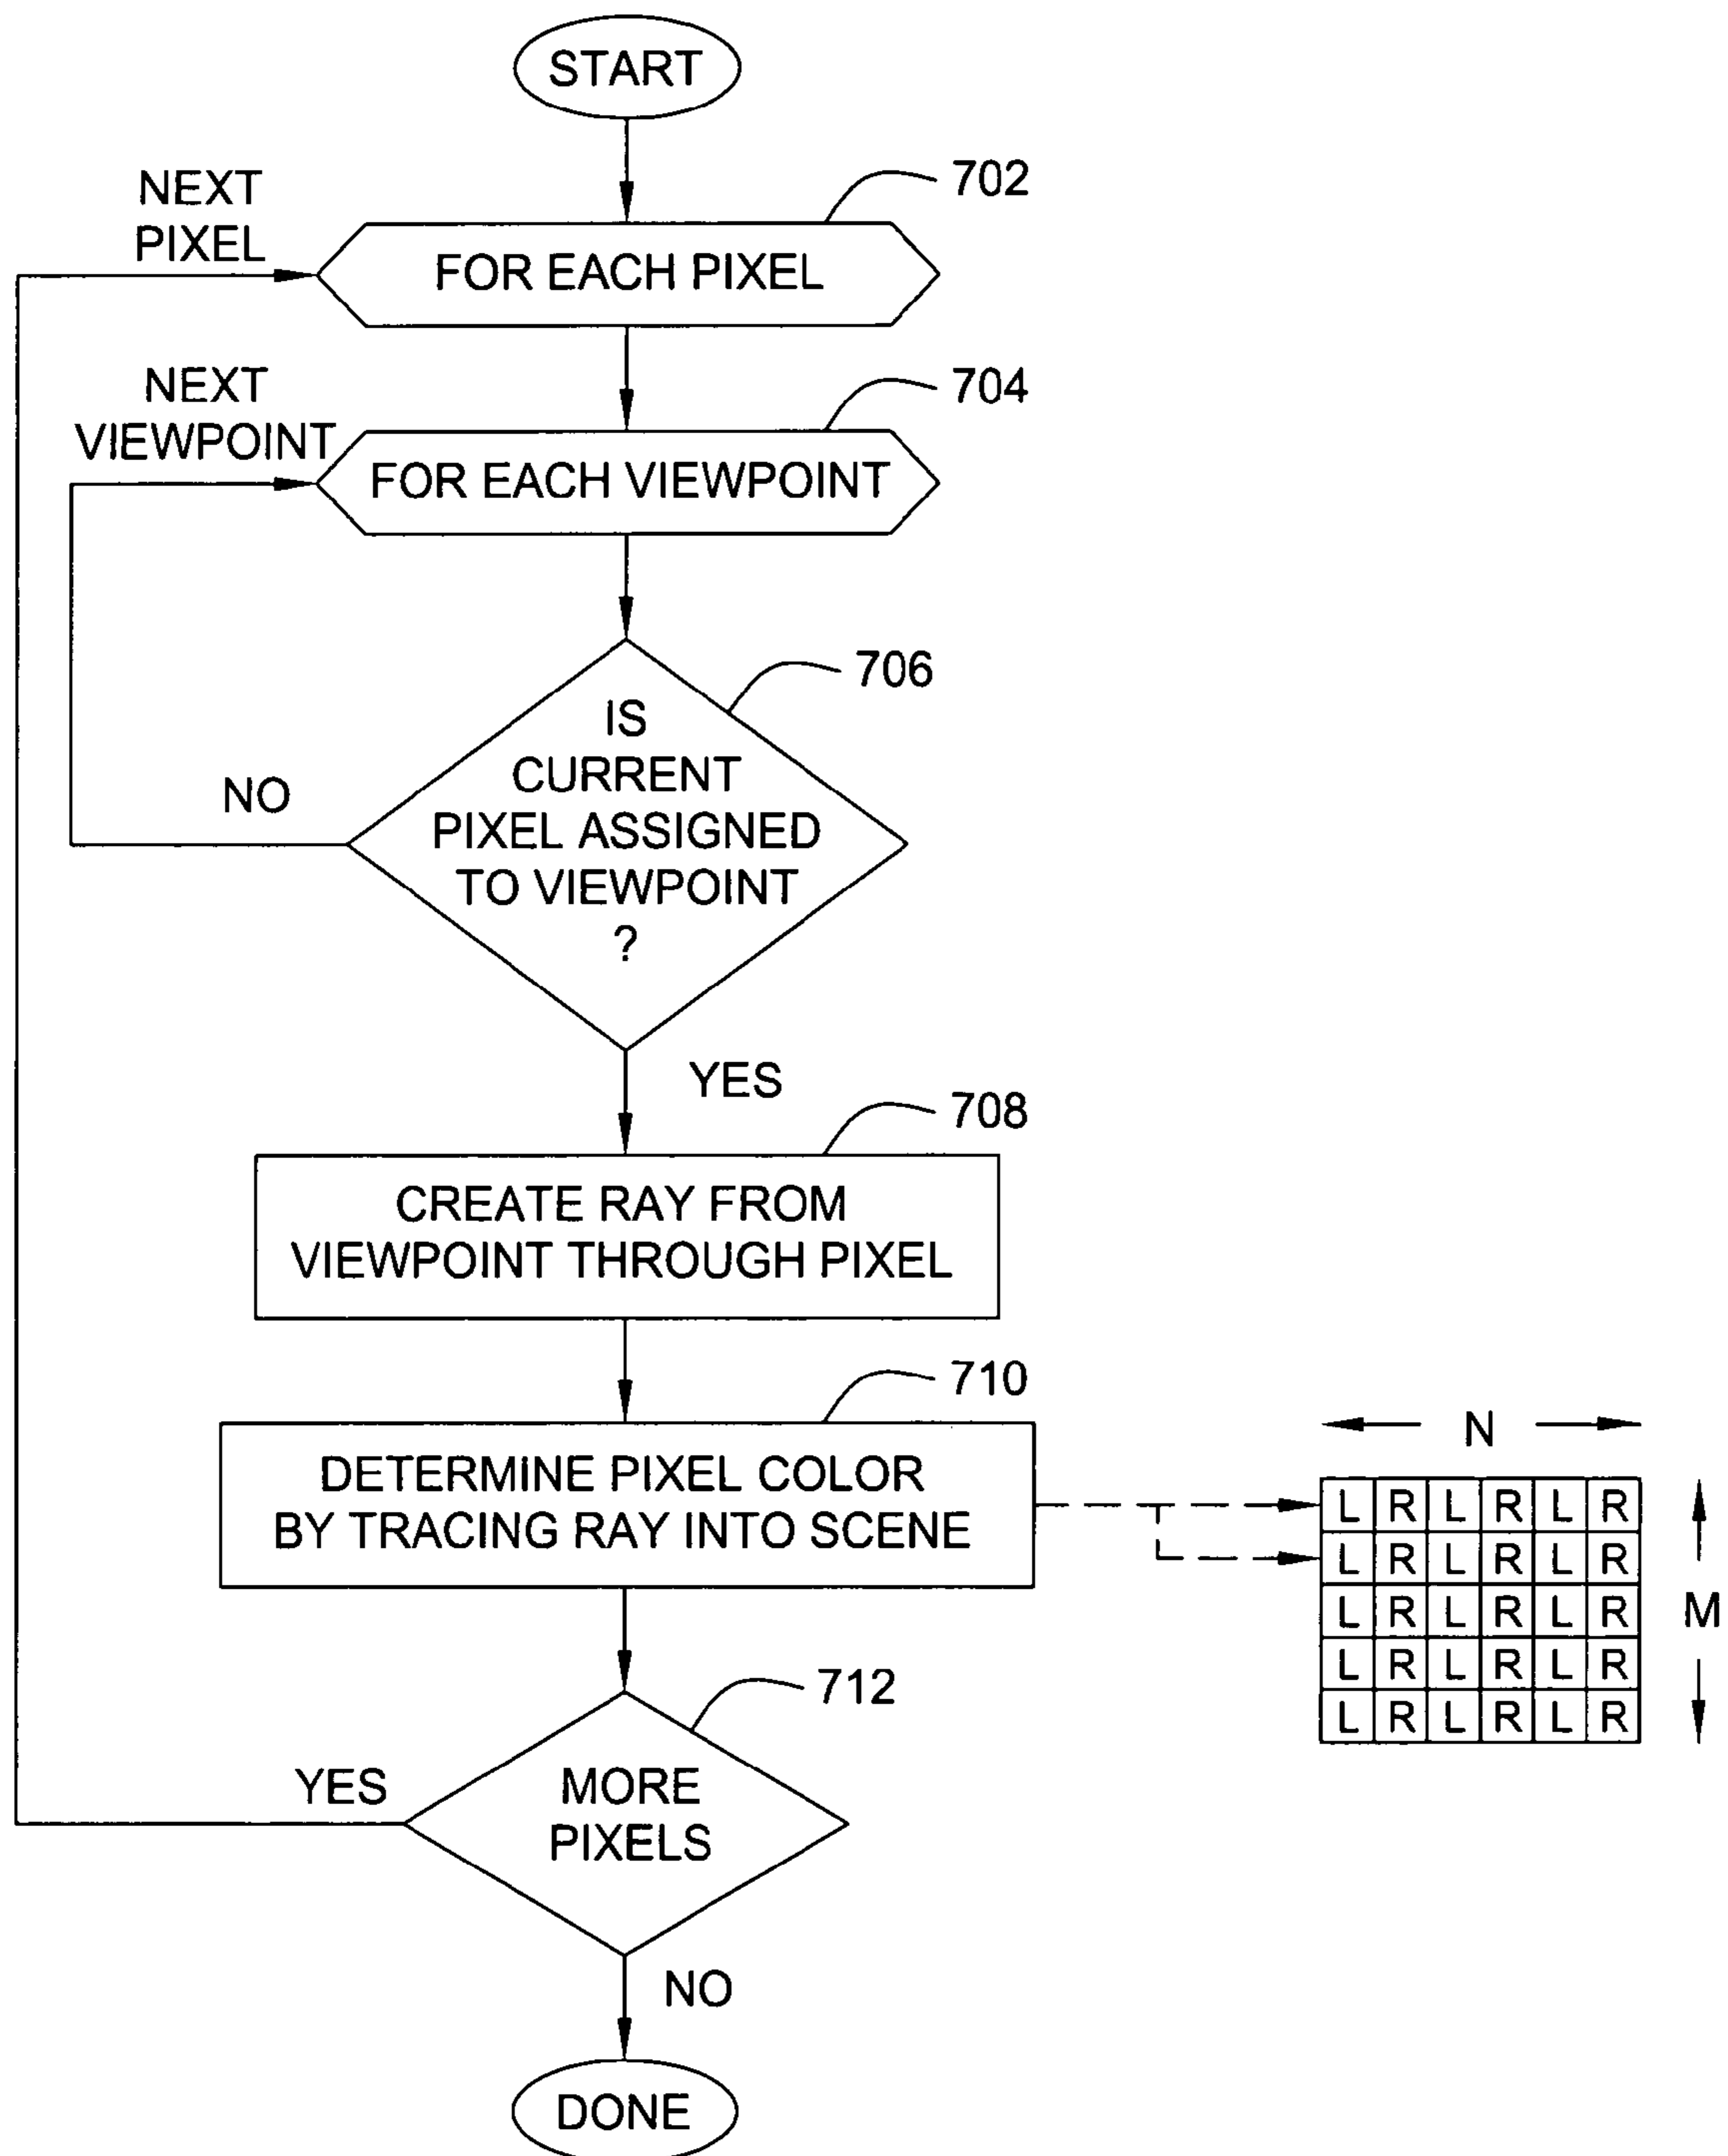 START
702
NEXT
PIXEL
FOR EACH PIXEL
704
NEXT
VIEWPOINT
FOR EACH VIEWPOINT
706
IS
CURRENT
PIXEL ASSIGNED
TO VIEWPOINT
?
NO
YES
708
CREATE RAY FROM
VIEWPOINT THROUGH PIXEL
710
DETERMINE PIXEL COLOR
BY TRACING RAY INTO SCENE
N
L R L R L R
L R L R L R
L R L R L R
L R L R L R
L R L R L R
M
712
MORE
PIXELS
YES
NO
DONE